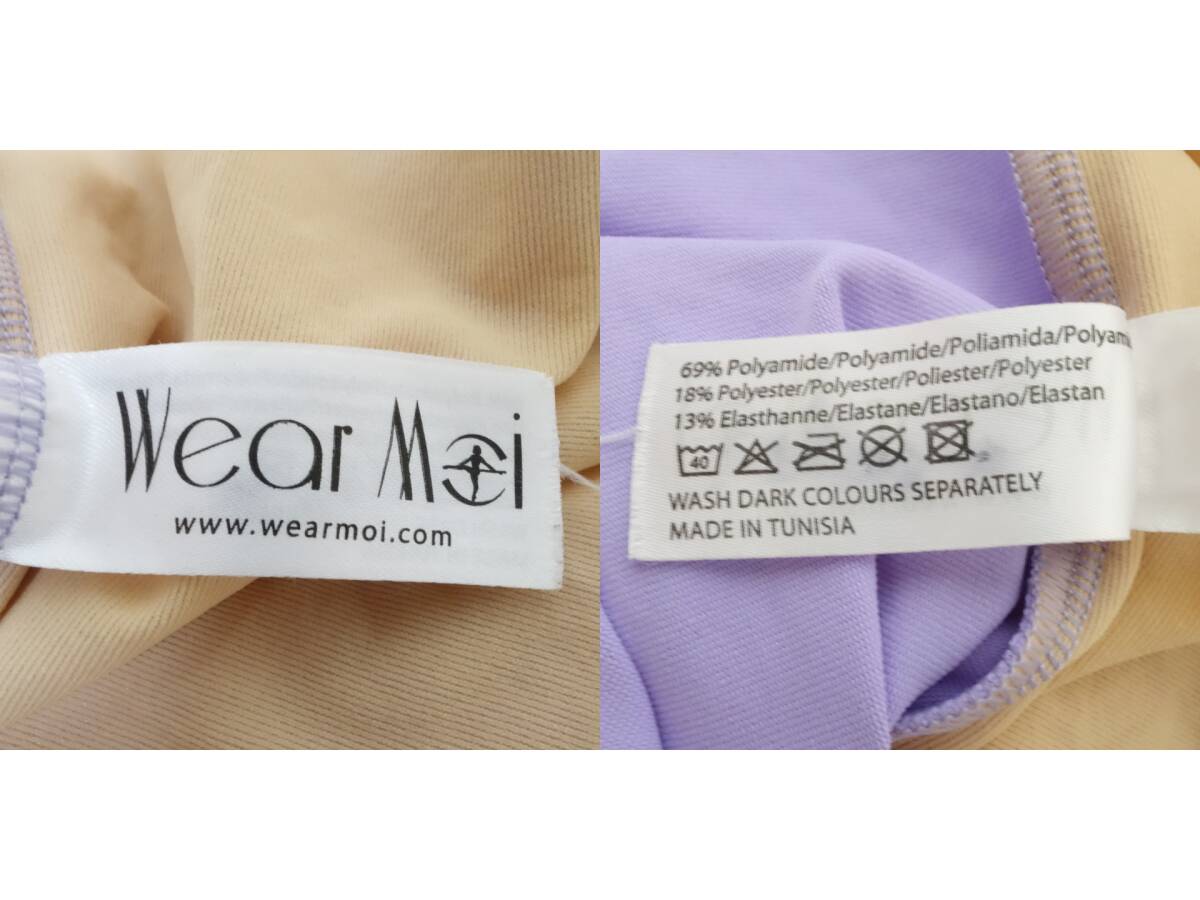 Wear Moi
www.wearmoi.com
69% Polyamide/Polyamide/Poliamida/Polyami
18% Polyester/Polyester/Poliester/Polyester
13% Elasthanne/Elastane/Elastano/Elastan
40
WASH DARK COLOURS SEPARATELY
MADE IN TUNISIA